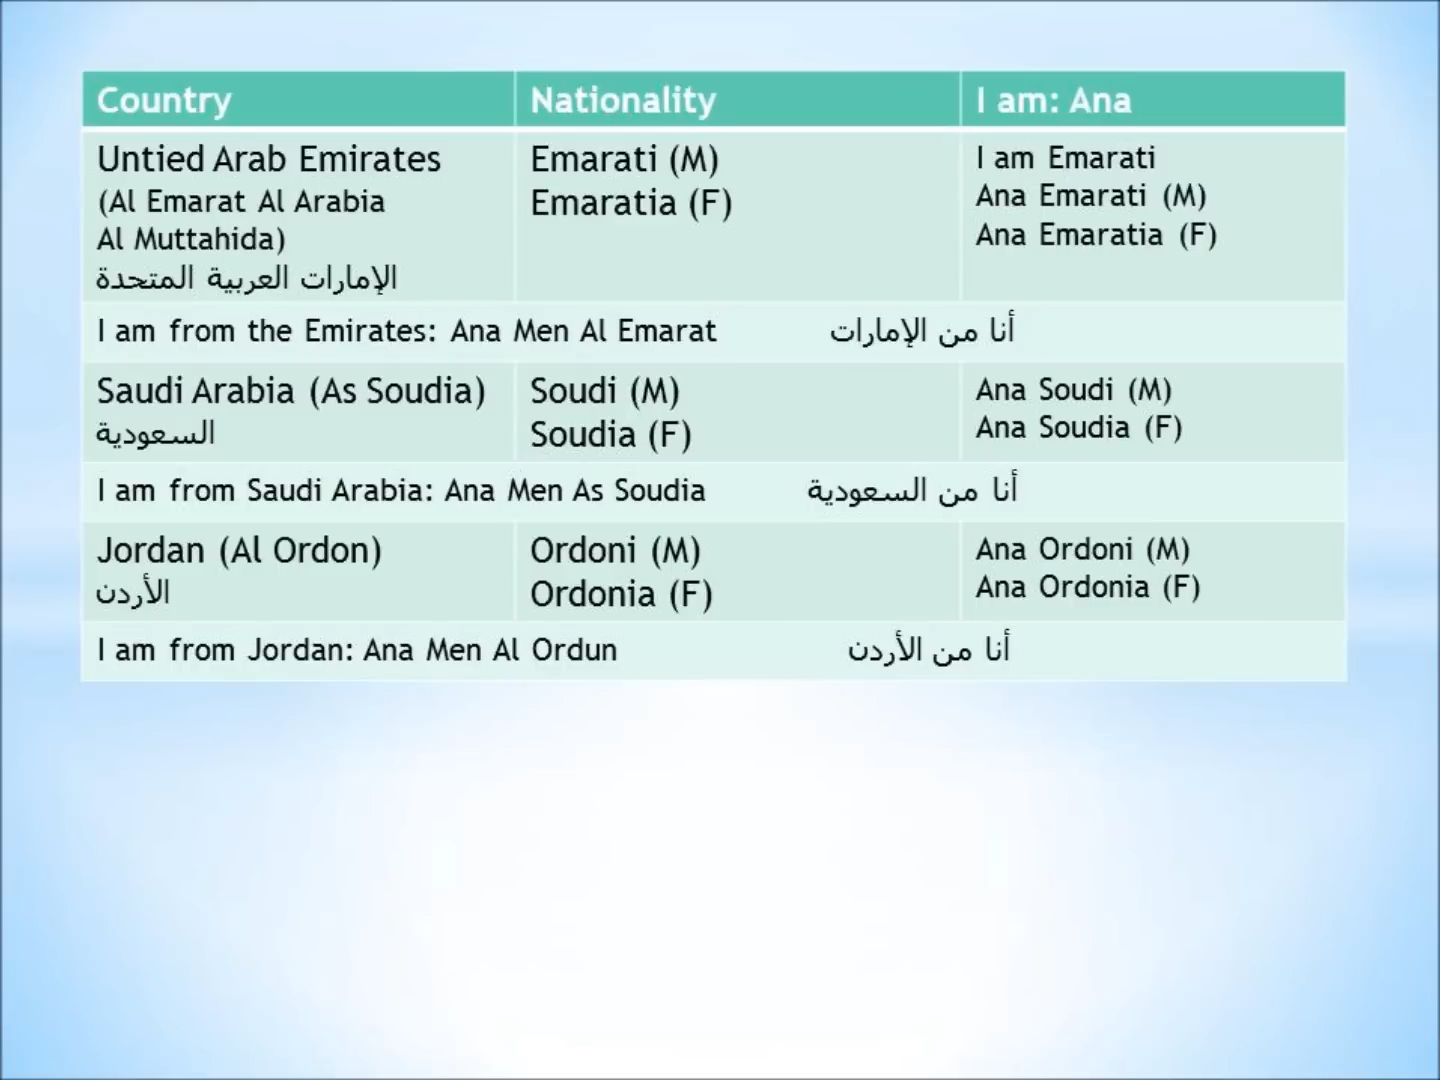 Country
Nationality
I am: Ana
Untied Arab Emirates
(Al Emarat Al Arabia
Al Muttahida)
الإمارات العربية المتحدة
Emarati (M)
Emaratia (F)
I am Emarati
Ana Emarati (M)
Ana Emaratia (F)
I am from the Emirates: Ana Men Al Emarat أنا من الإمارات
Saudi Arabia (As Soudia)
السعودية
Soudi (M)
Soudia (F)
Ana Soudi (M)
Ana Soudia (F)
I am from Saudi Arabia: Ana Men As Soudia أنا من السعودية
Jordan (Al Ordon)
الأردن
Ordoni (M)
Ordonia (F)
Ana Ordoni (M)
Ana Ordonia (F)
I am from Jordan: Ana Men Al Ordun أنا من الأردن